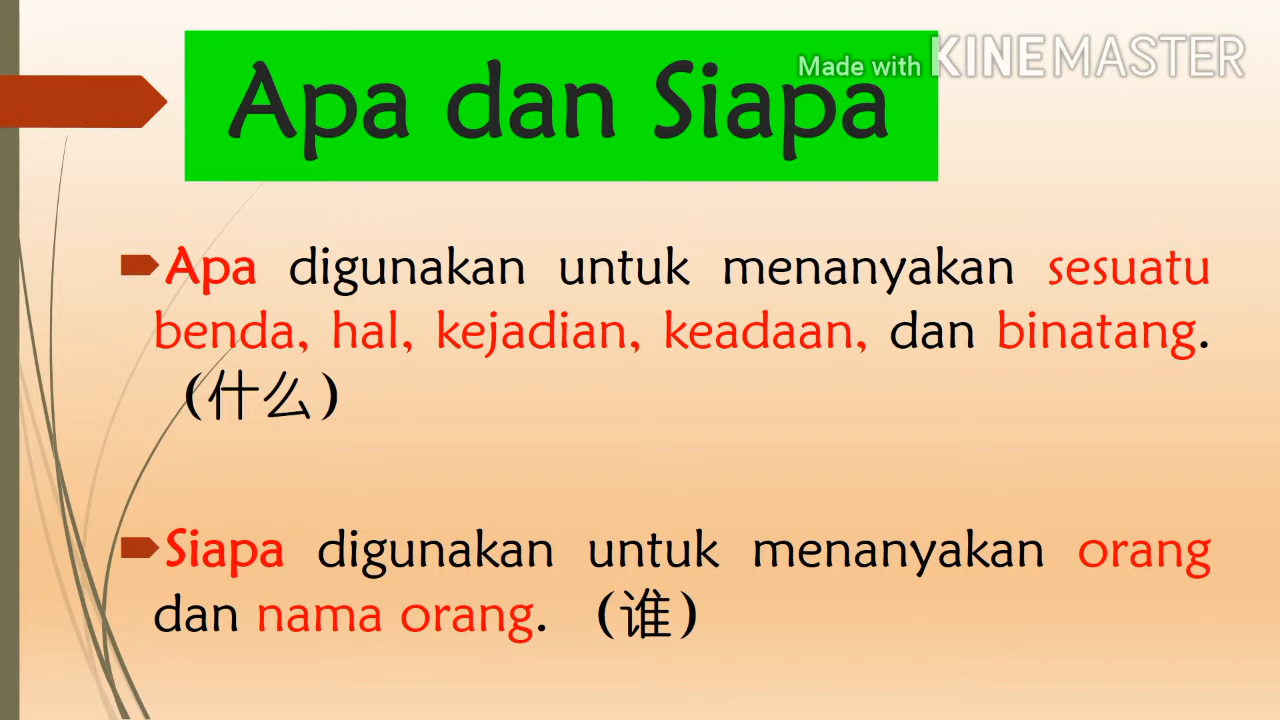 Made with KINEMASTER
Apa dan Siapa
Apa digunakan untuk menanyakan sesuatu
benda, hal, kejadian, keadaan, dan binatang.
(什么)
Siapa digunakan untuk menanyakan orang
dan nama orang. (谁)